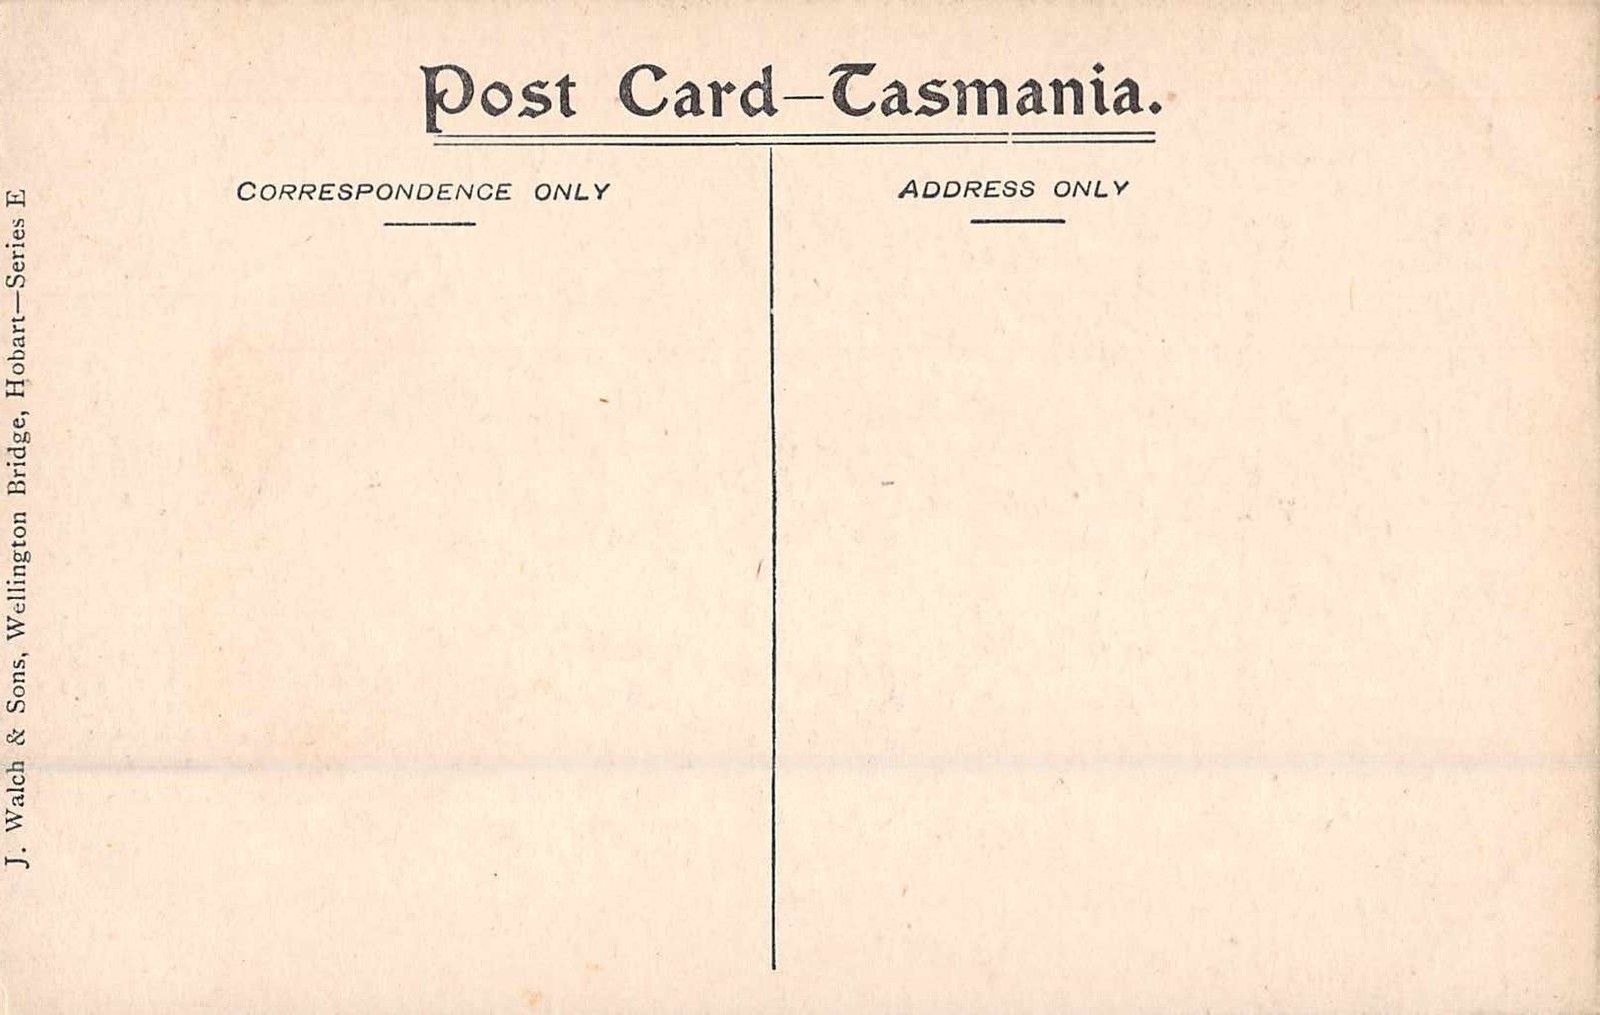 Post Card—Tasmania.
CORRESPONDENCE ONLY
ADDRESS ONLY
J. Walch & Sons, Wellington Bridge, Hobart—Series E